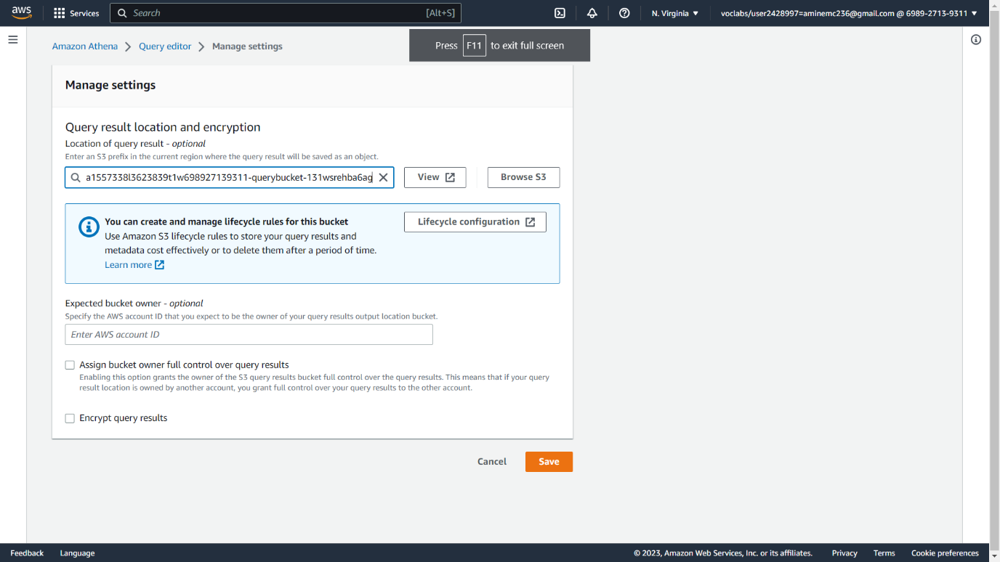 aws
Services
Search [Alt+S]
N. Virginia
voclabs/user2428997=aminemc236@gmail.com @ 6989-2713-9311
Press F11 to exit full screen
Amazon Athena
Query editor
Manage settings
Manage settings
Query result location and encryption
Location of query result - optional
Enter an S3 prefix in the current region where the query result will be saved as an object.
a1557338l3623839t1w698927139311-querybucket-131wsrehba6ag
View
Browse S3
You can create and manage lifecycle rules for this bucket
Lifecycle configuration
Use Amazon S3 lifecycle rules to store your query results and
metadata cost effectively or to delete them after a period of time.
Learn more
Expected bucket owner - optional
Specify the AWS account ID that you expect to be the owner of your query results output location bucket.
Enter AWS account ID
Assign bucket owner full control over query results
Enabling this option grants the owner of the S3 query results bucket full control over the query results. This means that if your query
result location is owned by another account, you grant full control over your query results to the other account.
Encrypt query results
Cancel
Save
Feedback
Language
© 2023, Amazon Web Services, Inc. or its affiliates.
Privacy
Terms
Cookie preferences